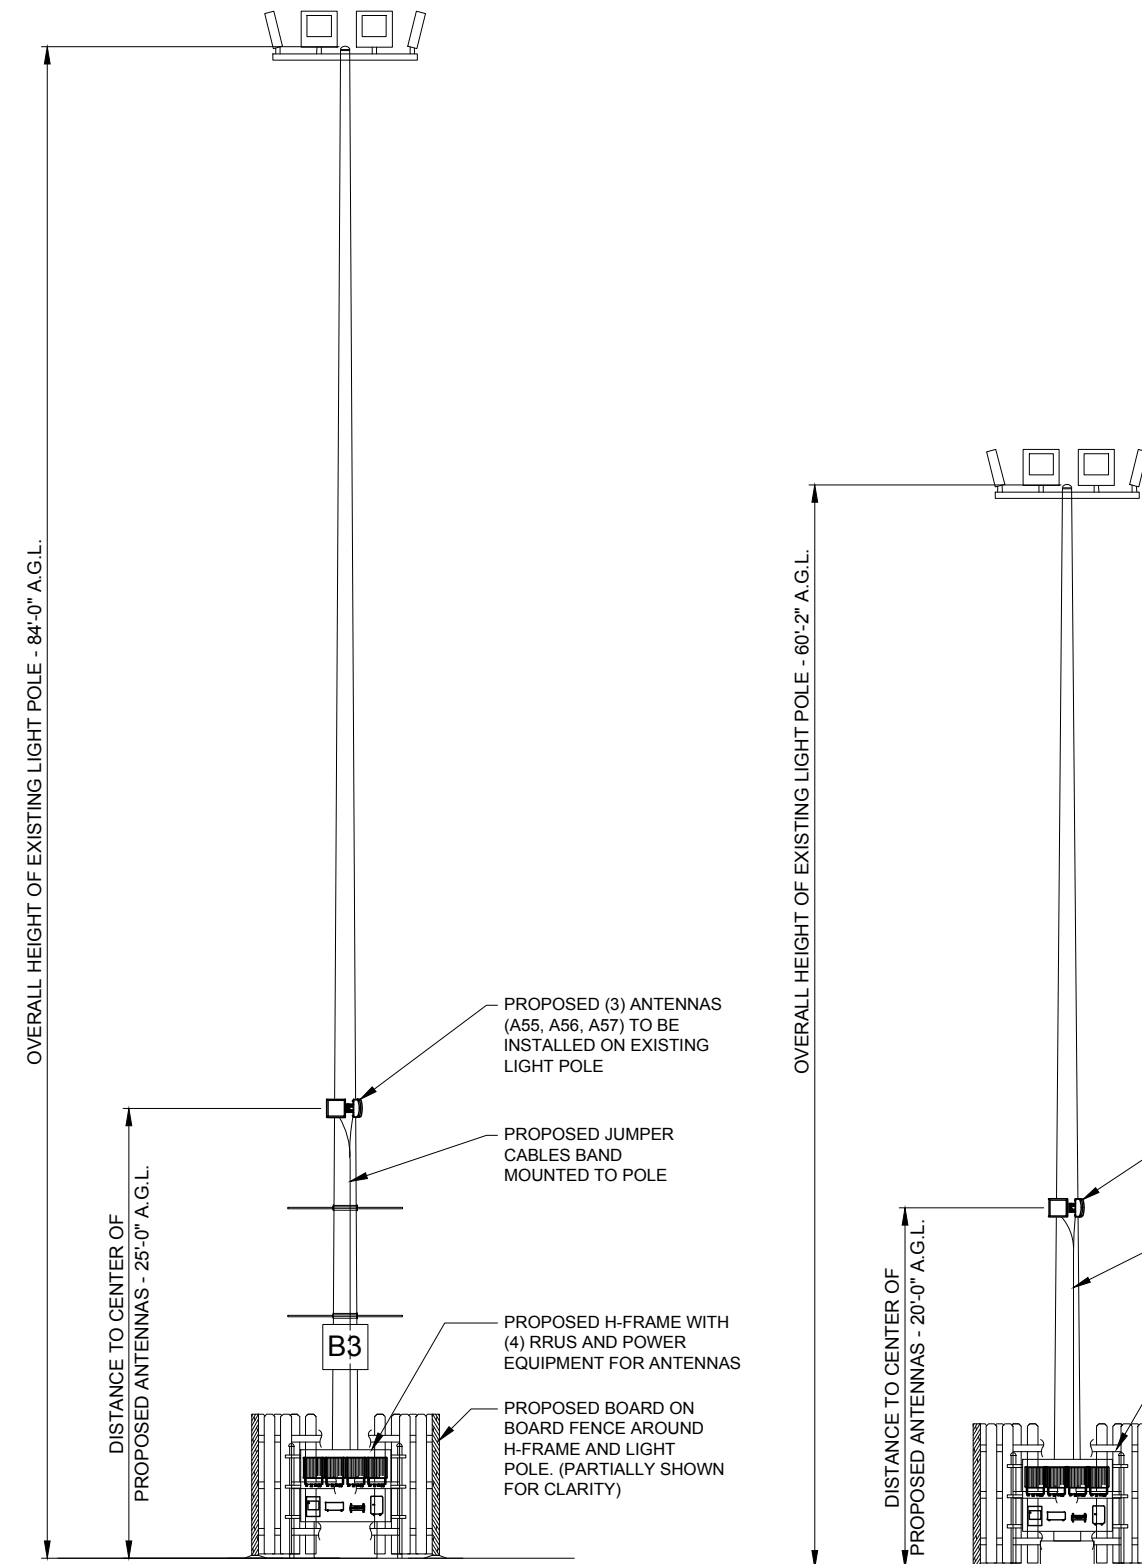 OVERALL HEIGHT OF EXISTING LIGHT POLE - 84'-0" A.G.L.
DISTANCE TO CENTER OF
PROPOSED ANTENNAS - 25'-0" A.G.L.
PROPOSED (3) ANTENNAS
(A55, A56, A57) TO BE
INSTALLED ON EXISTING
LIGHT POLE
PROPOSED JUMPER
CABLES BAND
MOUNTED TO POLE
B3
PROPOSED H-FRAME WITH
(4) RRUS AND POWER
EQUIPMENT FOR ANTENNAS
PROPOSED BOARD ON
BOARD FENCE AROUND
H-FRAME AND LIGHT
POLE. (PARTIALLY SHOWN
FOR CLARITY)
OVERALL HEIGHT OF EXISTING LIGHT POLE - 60'-2" A.G.L.
DISTANCE TO CENTER OF
PROPOSED ANTENNAS - 20'-0" A.G.L.